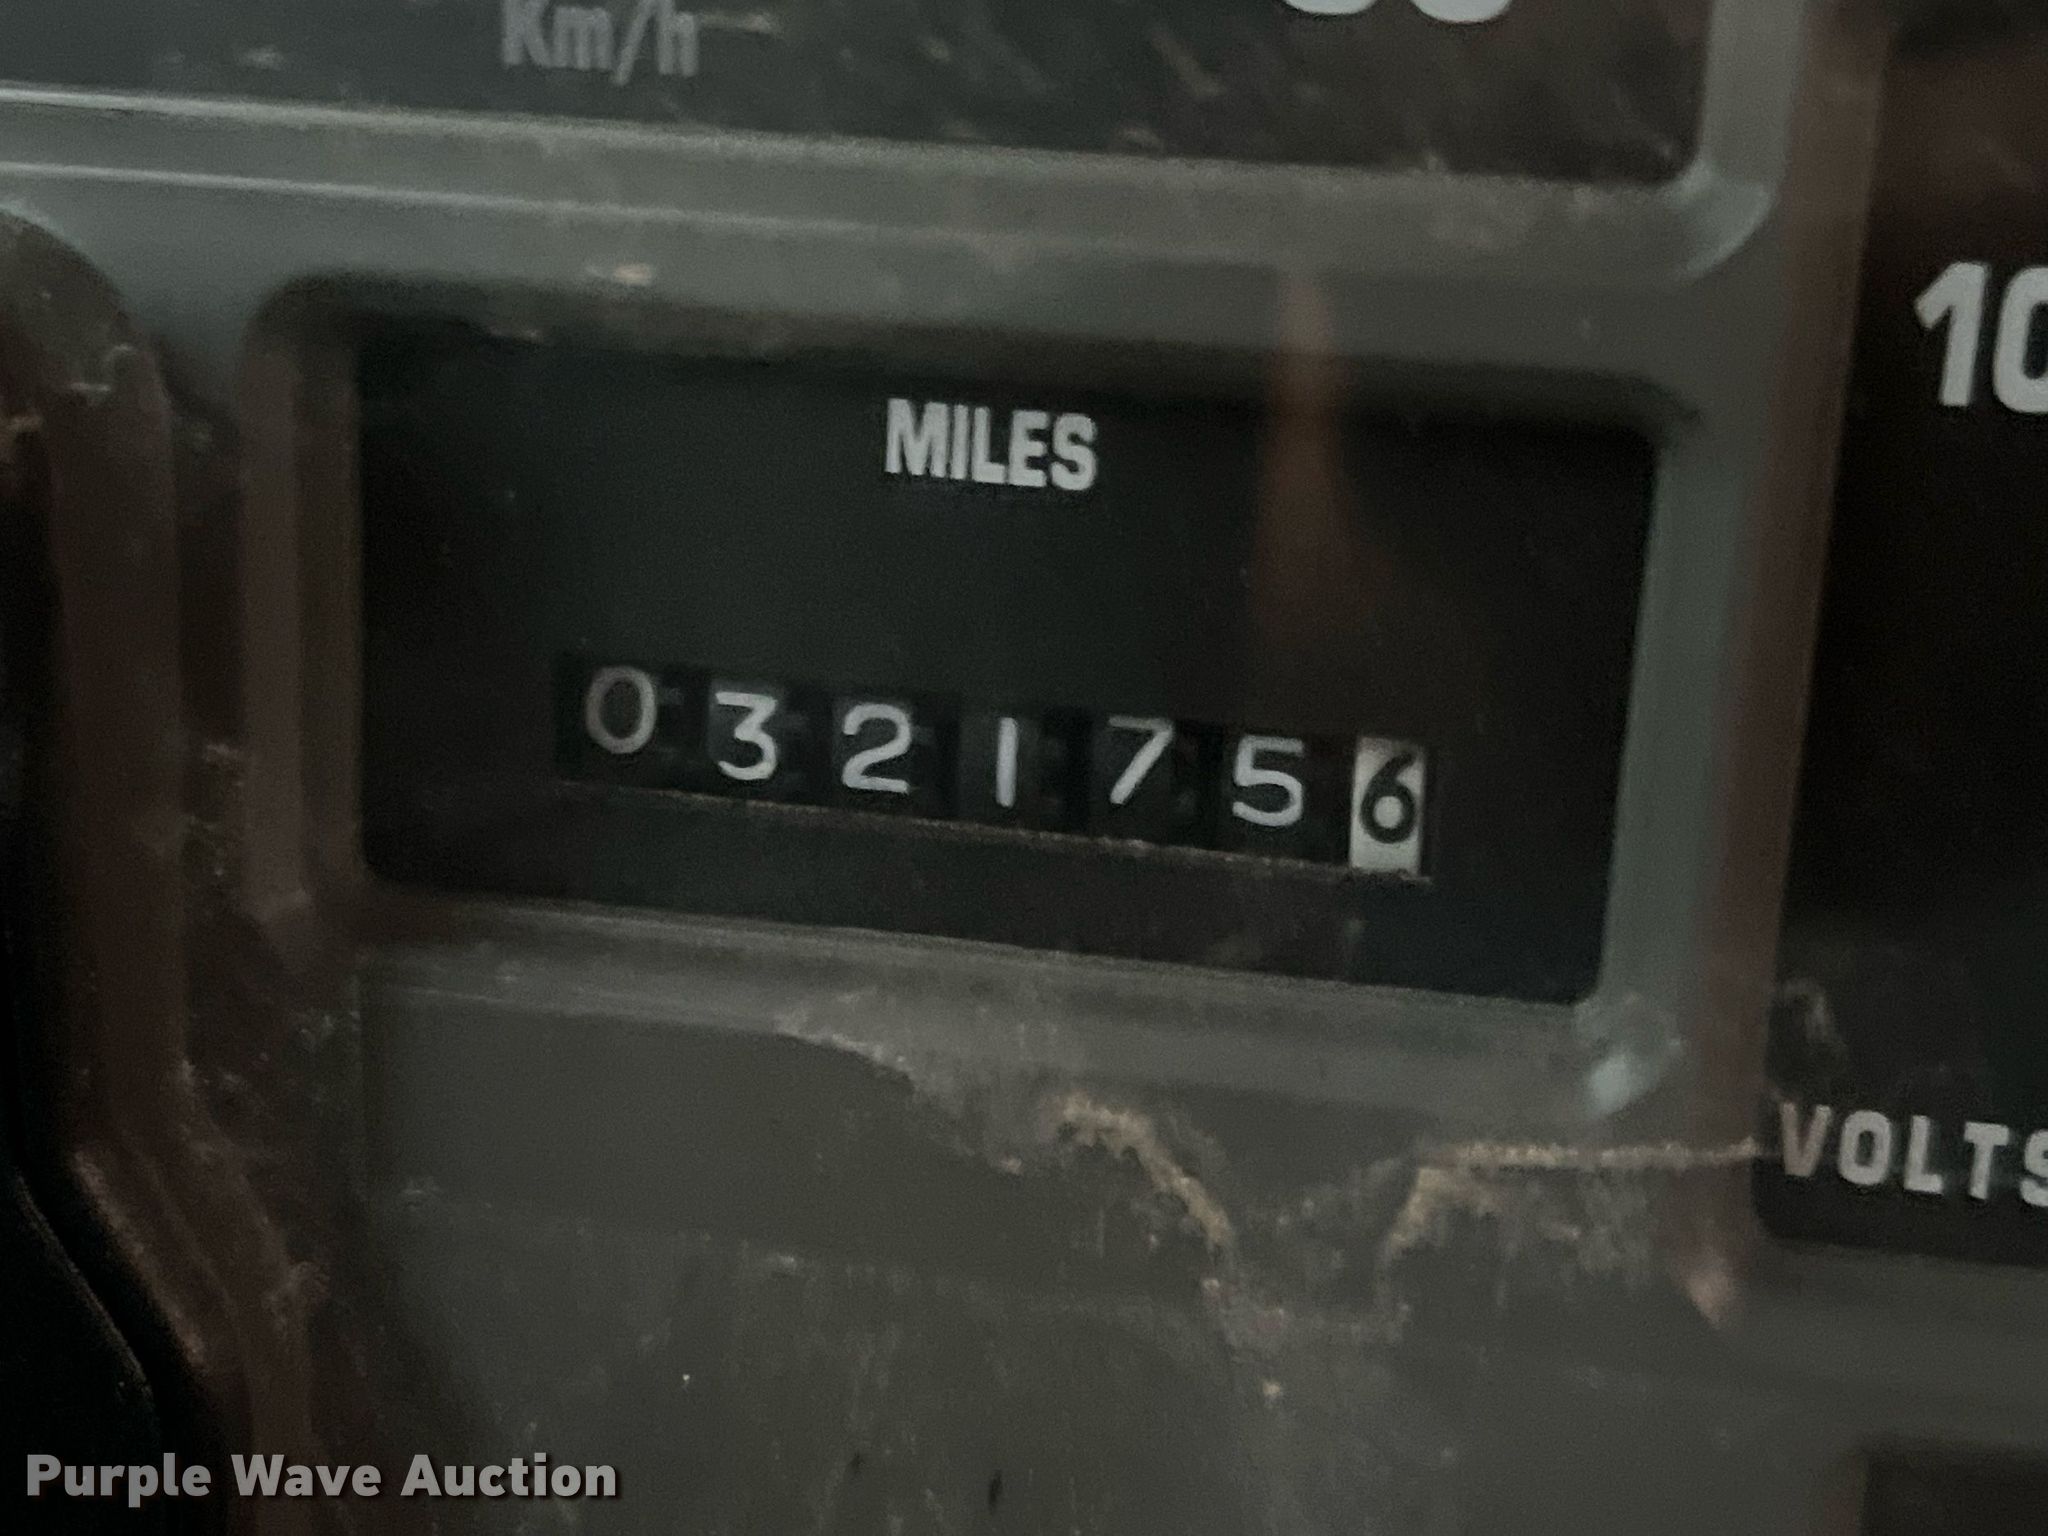 Km/h
MILES
0321756
10
VOLTS
Purple Wave Auction